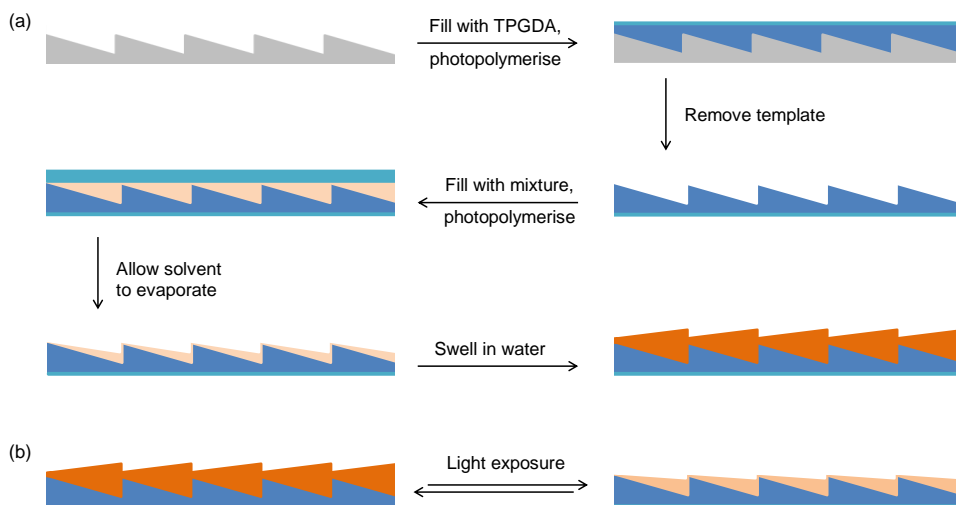 (a)
Fill with TPGDA,
photopolymerise
Remove template
Fill with mixture,
photopolymerise
Allow solvent
to evaporate
Swell in water
(b)
Light exposure